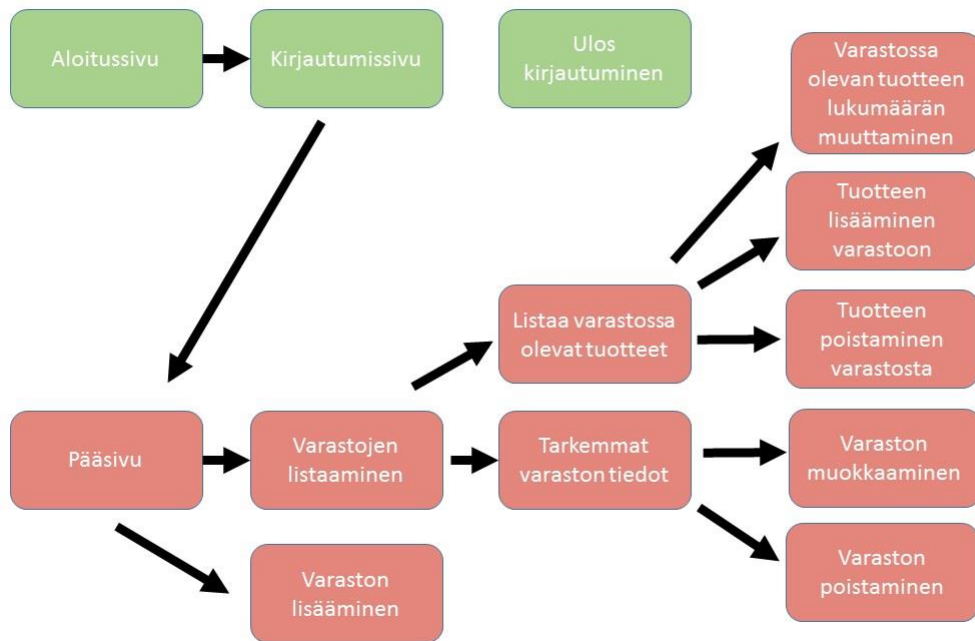 Aloitussivu
Kirjautumissivu
Ulos
kirjautuminen
Varastossa
olevan tuotteen
lukumäärän
muuttaminen
Tuotteen
lisääminen
varastoon
Listaa varastossa
olevat tuotteet
Tuotteen
poistaminen
varastosta
Pääsivu
Varastojen
listaaminen
Tarkemmat
varaston tiedot
Varaston
muokkaaminen
Varaston
lisääminen
Varaston
poistaminen